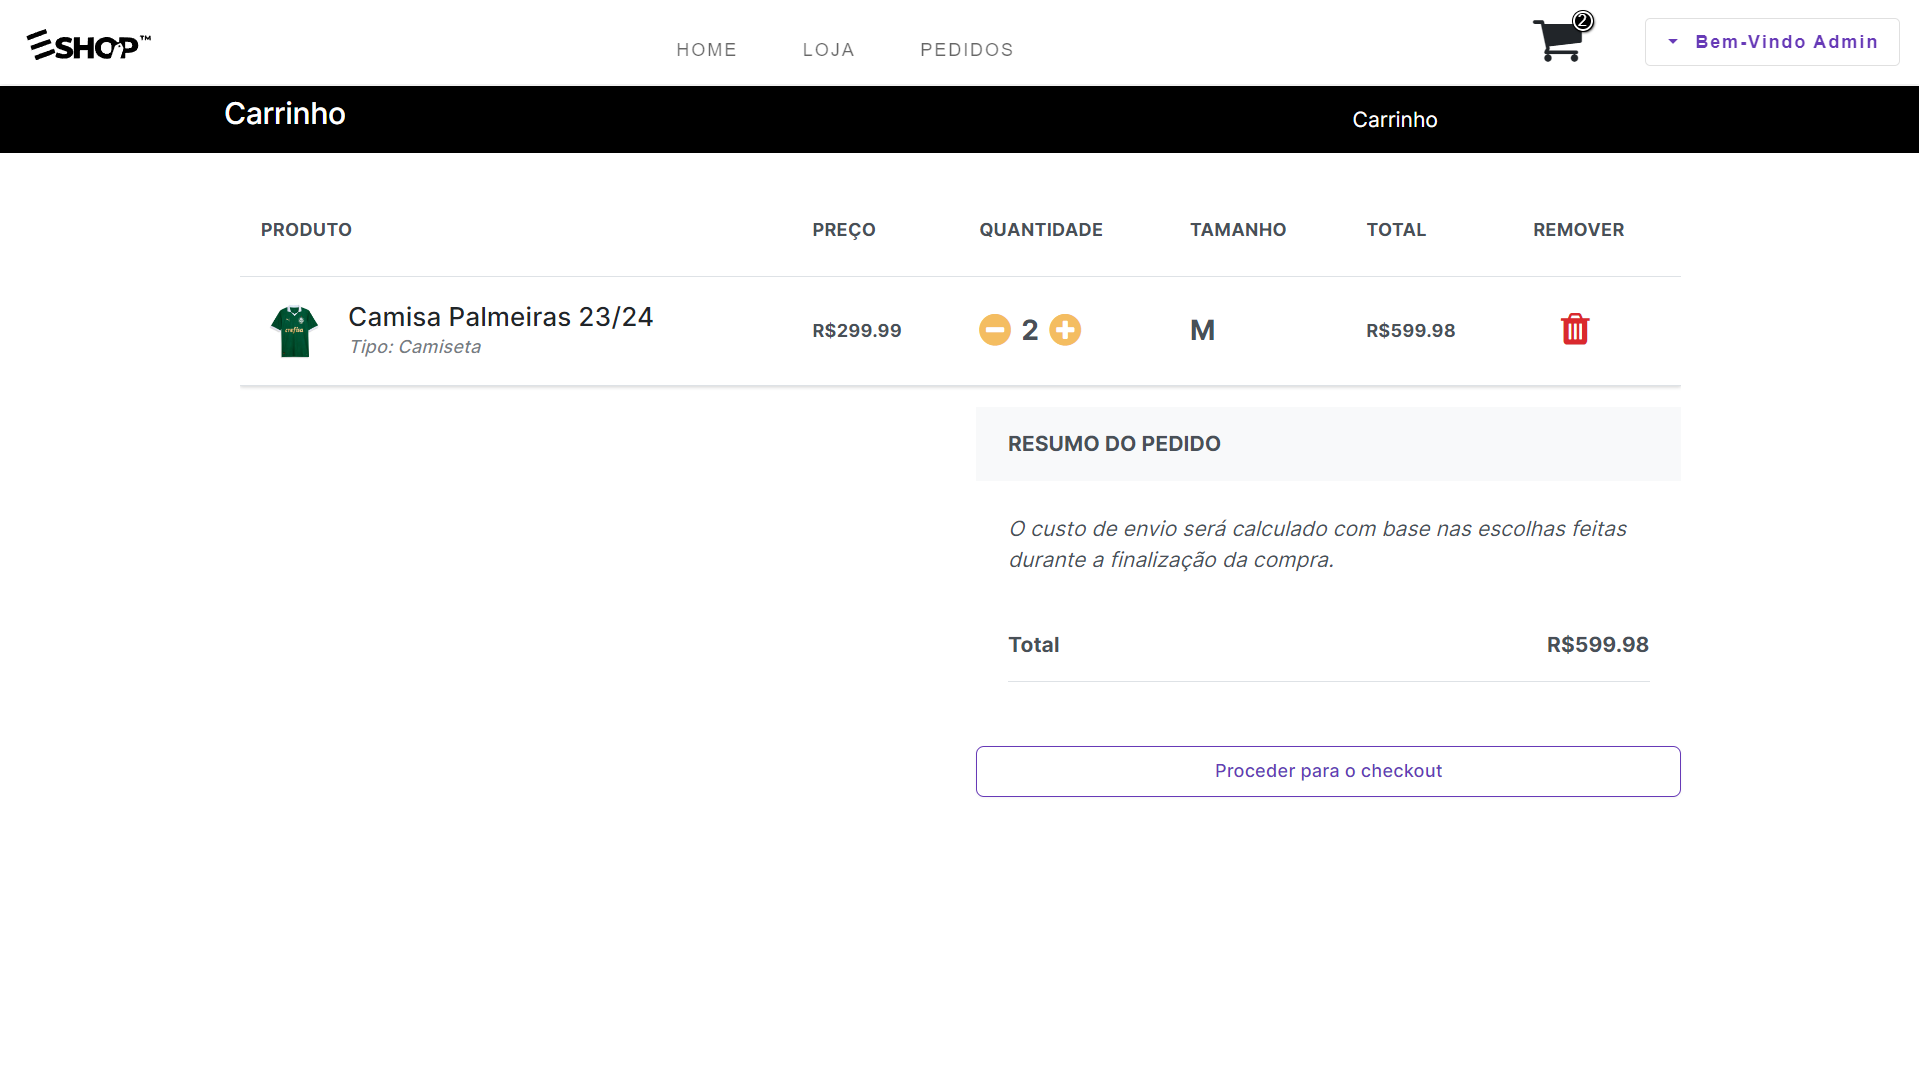 ESHOP™
HOME
LOJA
PEDIDOS
2
Bem-Vindo Admin
Carrinho
Carrinho
PRODUTO PREÇO QUANTIDADE TAMANHO TOTAL REMOVER
crefisa
Camisa Palmeiras 23/24
Tipo: Camiseta
R$299.99 2 M R$599.98
RESUMO DO PEDIDO
O custo de envio será calculado com base nas escolhas feitas
durante a finalização da compra.
Total R$599.98
Proceder para o checkout